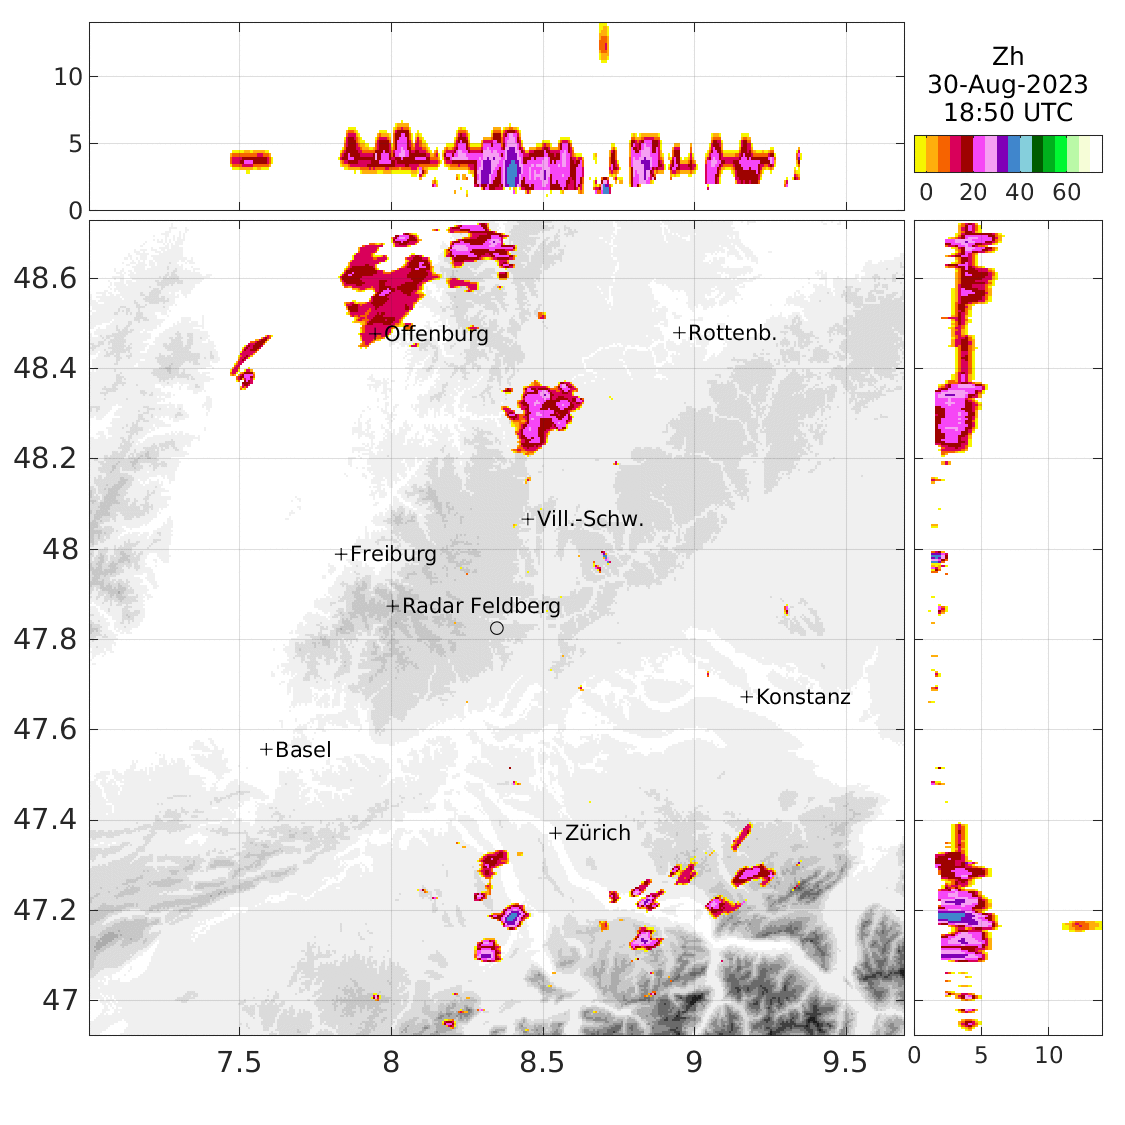 Zh
30-Aug-2023
18:50 UTC
0 20 40 60
10
5
0
48.6
48.4
48.2
48
47.8
47.6
47.4
47.2
47
Offenburg
Rottenb.
Vill.-Schw.
Freiburg
Radar Feldberg
Konstanz
Basel
Zürich
7.5 8 8.5 9 9.5
0 5 10